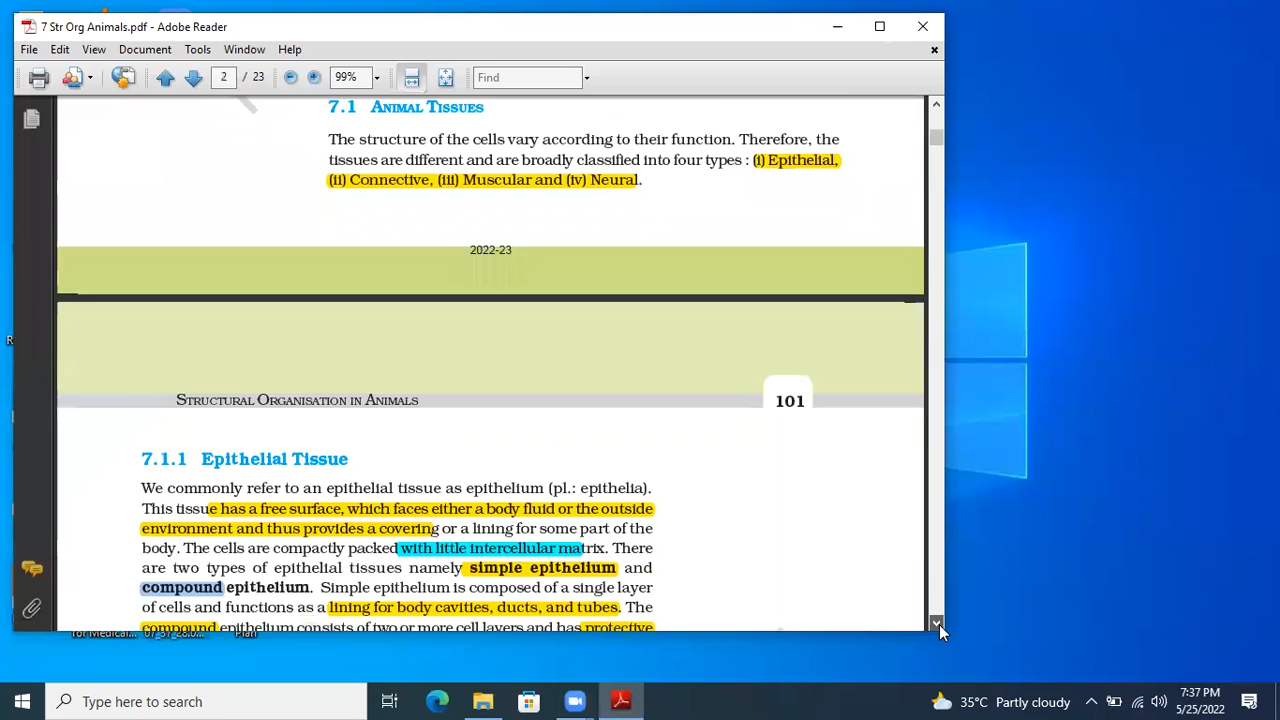 7 Str Org Animals.pdf - Adobe Reader
File Edit View Document Tools Window Help
2 / 23 99% Find
7.1 ANIMAL TISSUES
The structure of the cells vary according to their function. Therefore, the
tissues are different and are broadly classified into four types : (i) Epithelial,
(ii) Connective, (iii) Muscular and (iv) Neural.
2022-23
STRUCTURAL ORGANISATION IN ANIMALS
101
7.1.1 Epithelial Tissue
We commonly refer to an epithelial tissue as epithelium (pl.: epithelia).
This tissue has a free surface, which faces either a body fluid or the outside
environment and thus provides a covering or a lining for some part of the
body. The cells are compactly packed with little intercellular matrix. There
are two types of epithelial tissues namely simple epithelium and
compound epithelium. Simple epithelium is composed of a single layer
of cells and functions as a lining for body cavities, ducts, and tubes. The
compound epithelium consists of two or more cell layers and has protective
for Medical... Plan
Type here to search
35°C Partly cloudy
7:37 PM
5/25/2022